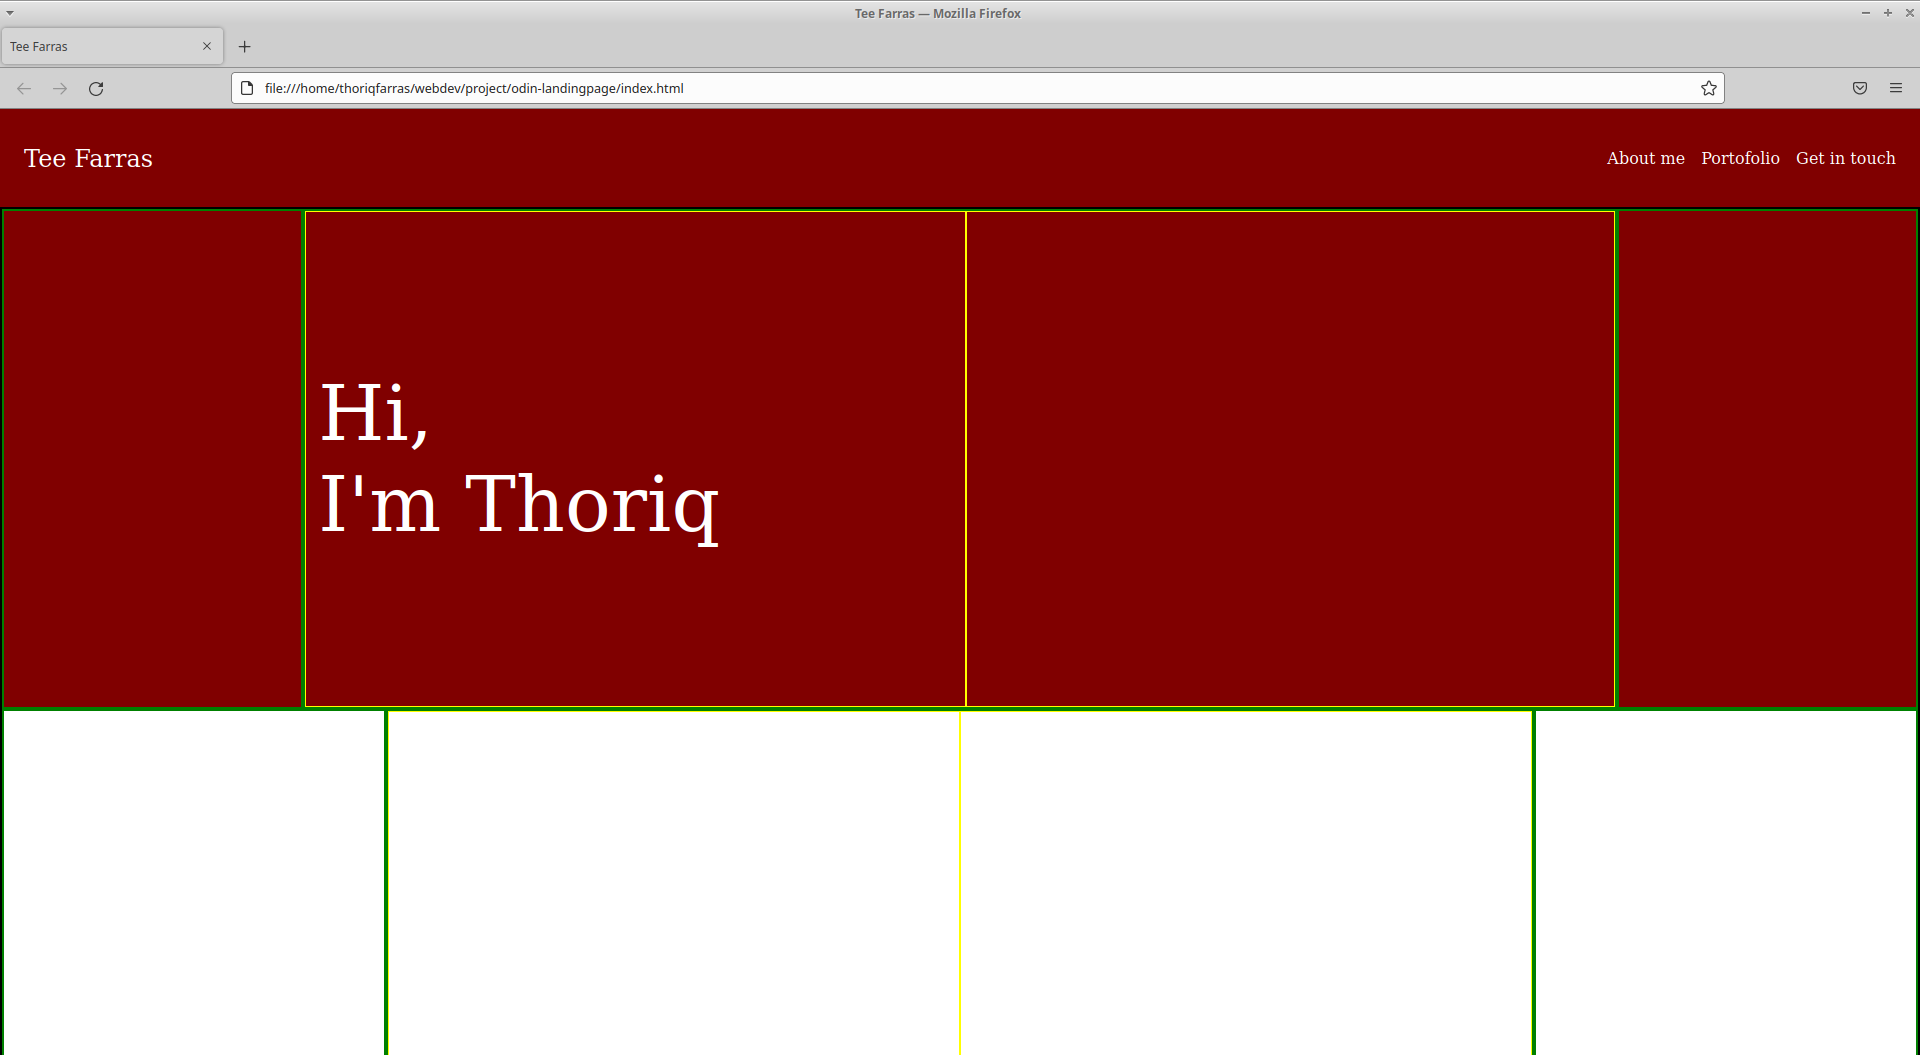 Tee Farras — Mozilla Firefox
Tee Farras
file:///home/thoriqfarras/webdev/project/odin-landingpage/index.html
Tee Farras
About me Portofolio Get in touch
Hi,
I'm Thoriq